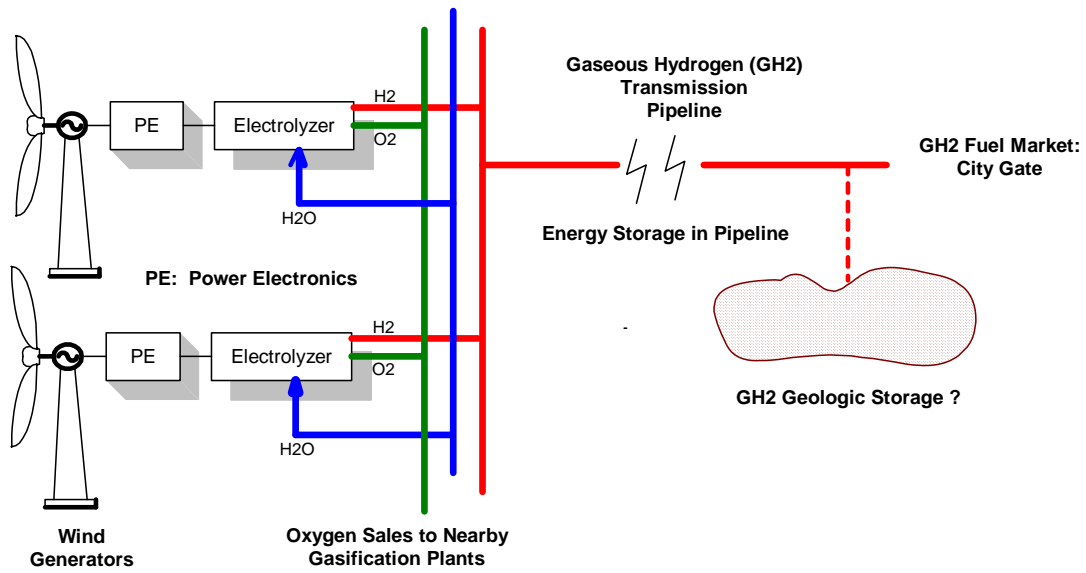 Gaseous Hydrogen (GH2)
Transmission
Pipeline
H2
PE
Electrolyzer
O2
GH2 Fuel Market:
City Gate
H2O
Energy Storage in Pipeline
PE: Power Electronics
H2
PE
Electrolyzer
O2
GH2 Geologic Storage ?
H2O
Wind
Generators
Oxygen Sales to Nearby
Gasification Plants